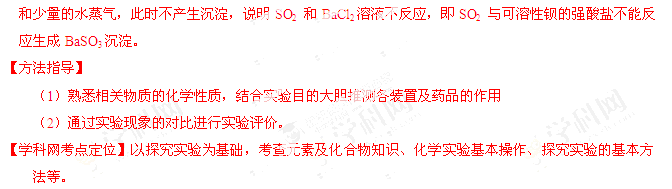 和少量的水蒸气，此时不产生沉淀，说明 SO2 和 BaCl2 溶液不反应，即 SO2 与可溶性钡的强酸盐不能反
应生成 BaSO3 沉淀。
【方法指导】
（1）熟悉相关物质的化学性质，结合实验目的大胆推测各装置及药品的作用
（2）通过实验现象的对比进行实验评价。
【学科网考点定位】以探究实验为基础，考查元素及化合物知识、化学实验基本操作、探究实验的基本方
法等。